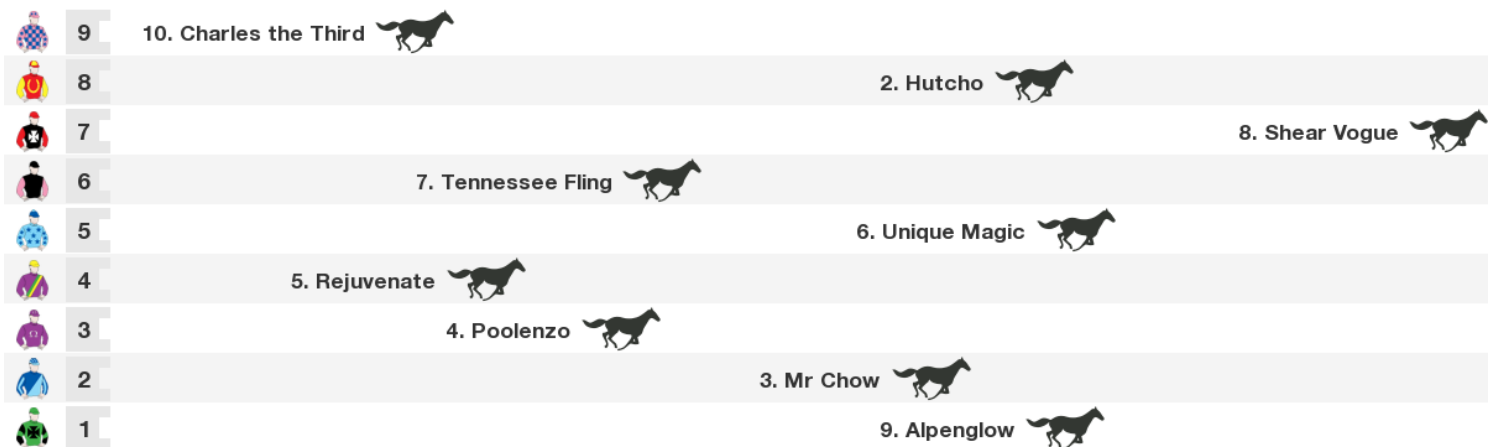 9 10. Charles the Third
8 2. Hutcho
7 8. Shear Vogue
6 7. Tennessee Fling
5 6. Unique Magic
4 5. Rejuvenate
3 4. Poolenzo
2 3. Mr Chow
1 9. Alpenglow